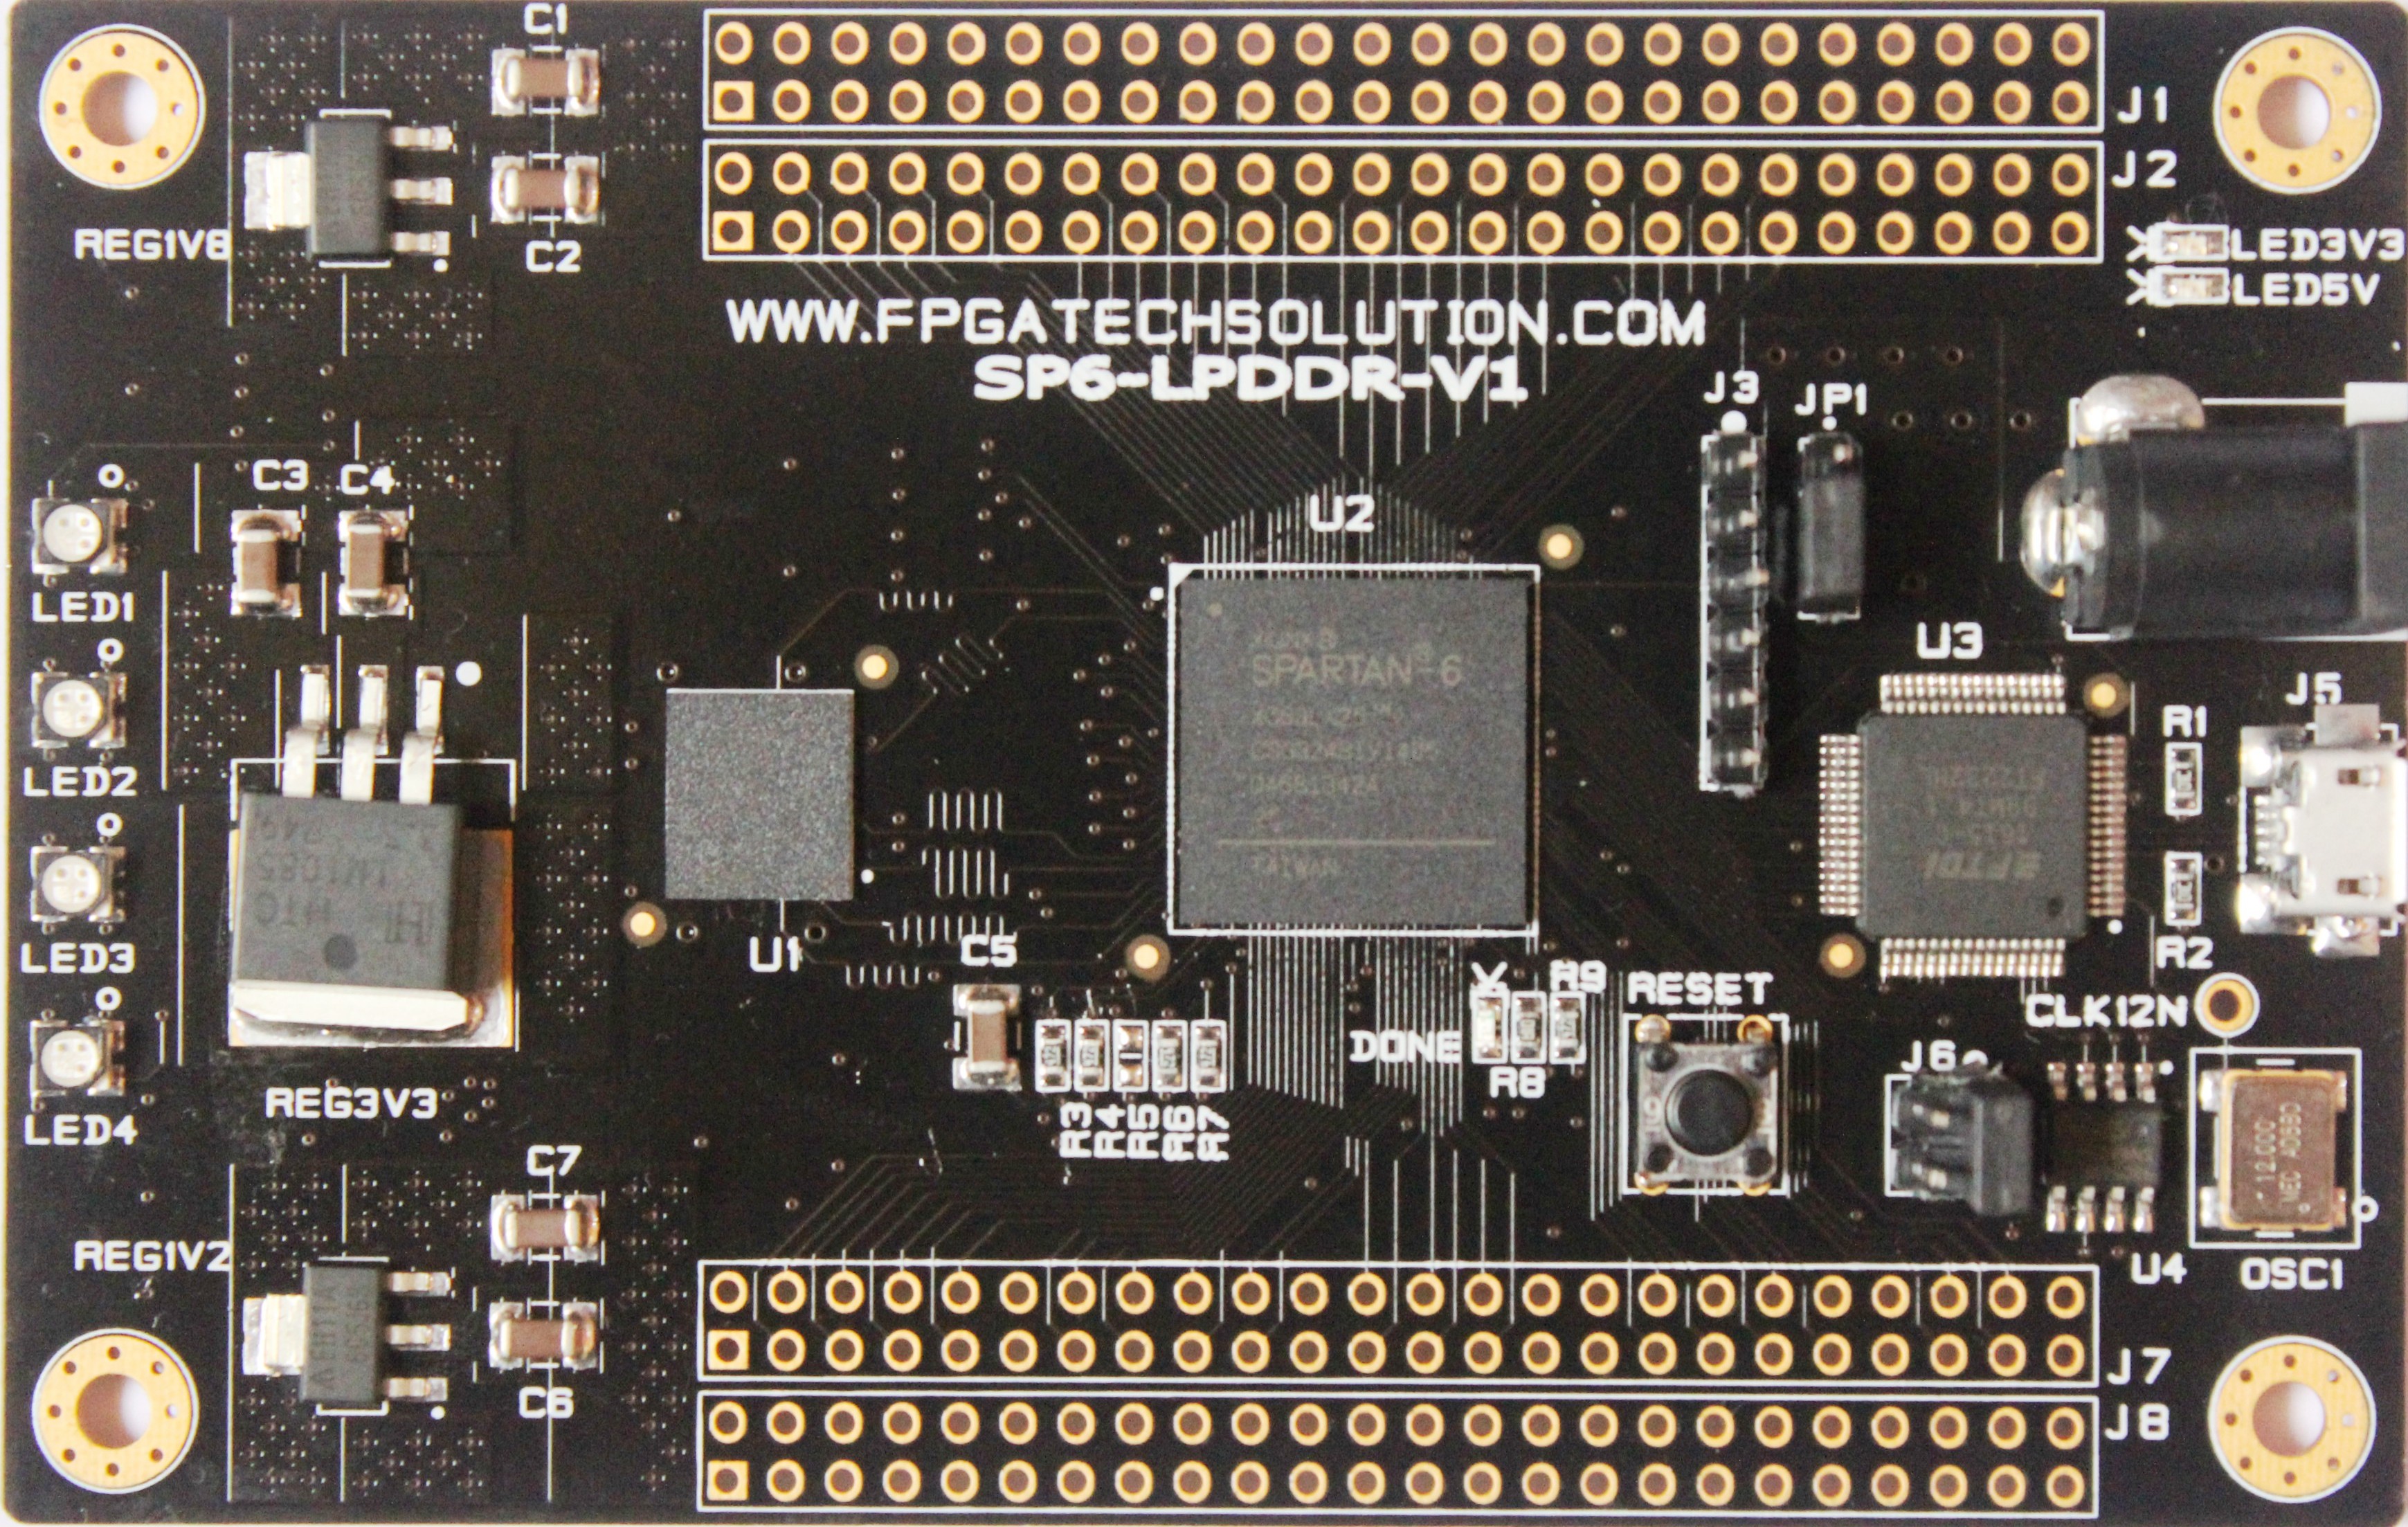 C1
J1
J2
REG1V8
C2
LED3V3
LED5V
WWW.FPGATECHSOLUTION.COM
SP6-LPDDR-V1
J3
JP1
C3
C4
U2
LED1
SPARTAN-6
TAIWAN
U3
J5
R1
LED2
FTDI
LED3
U1
C5
R2
R9
RESET
CLK12N
DONE
R8
J6
REG3V3
LED4
R3
R4
R5
R6
R7
12.000
C7
REG1V2
U4
OSC1
C6
J7
J8